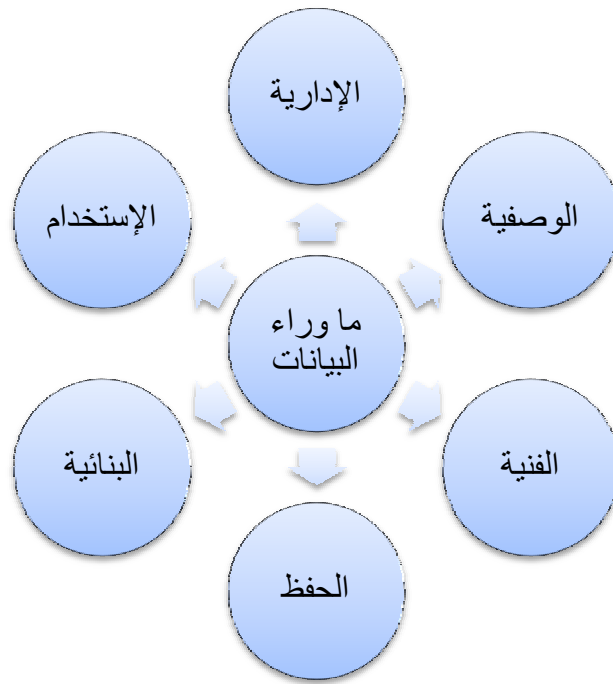 الإدارية
الوصفية
الإستخدام
ما وراء
البيانات
الفنية
البنائية
الحفظ